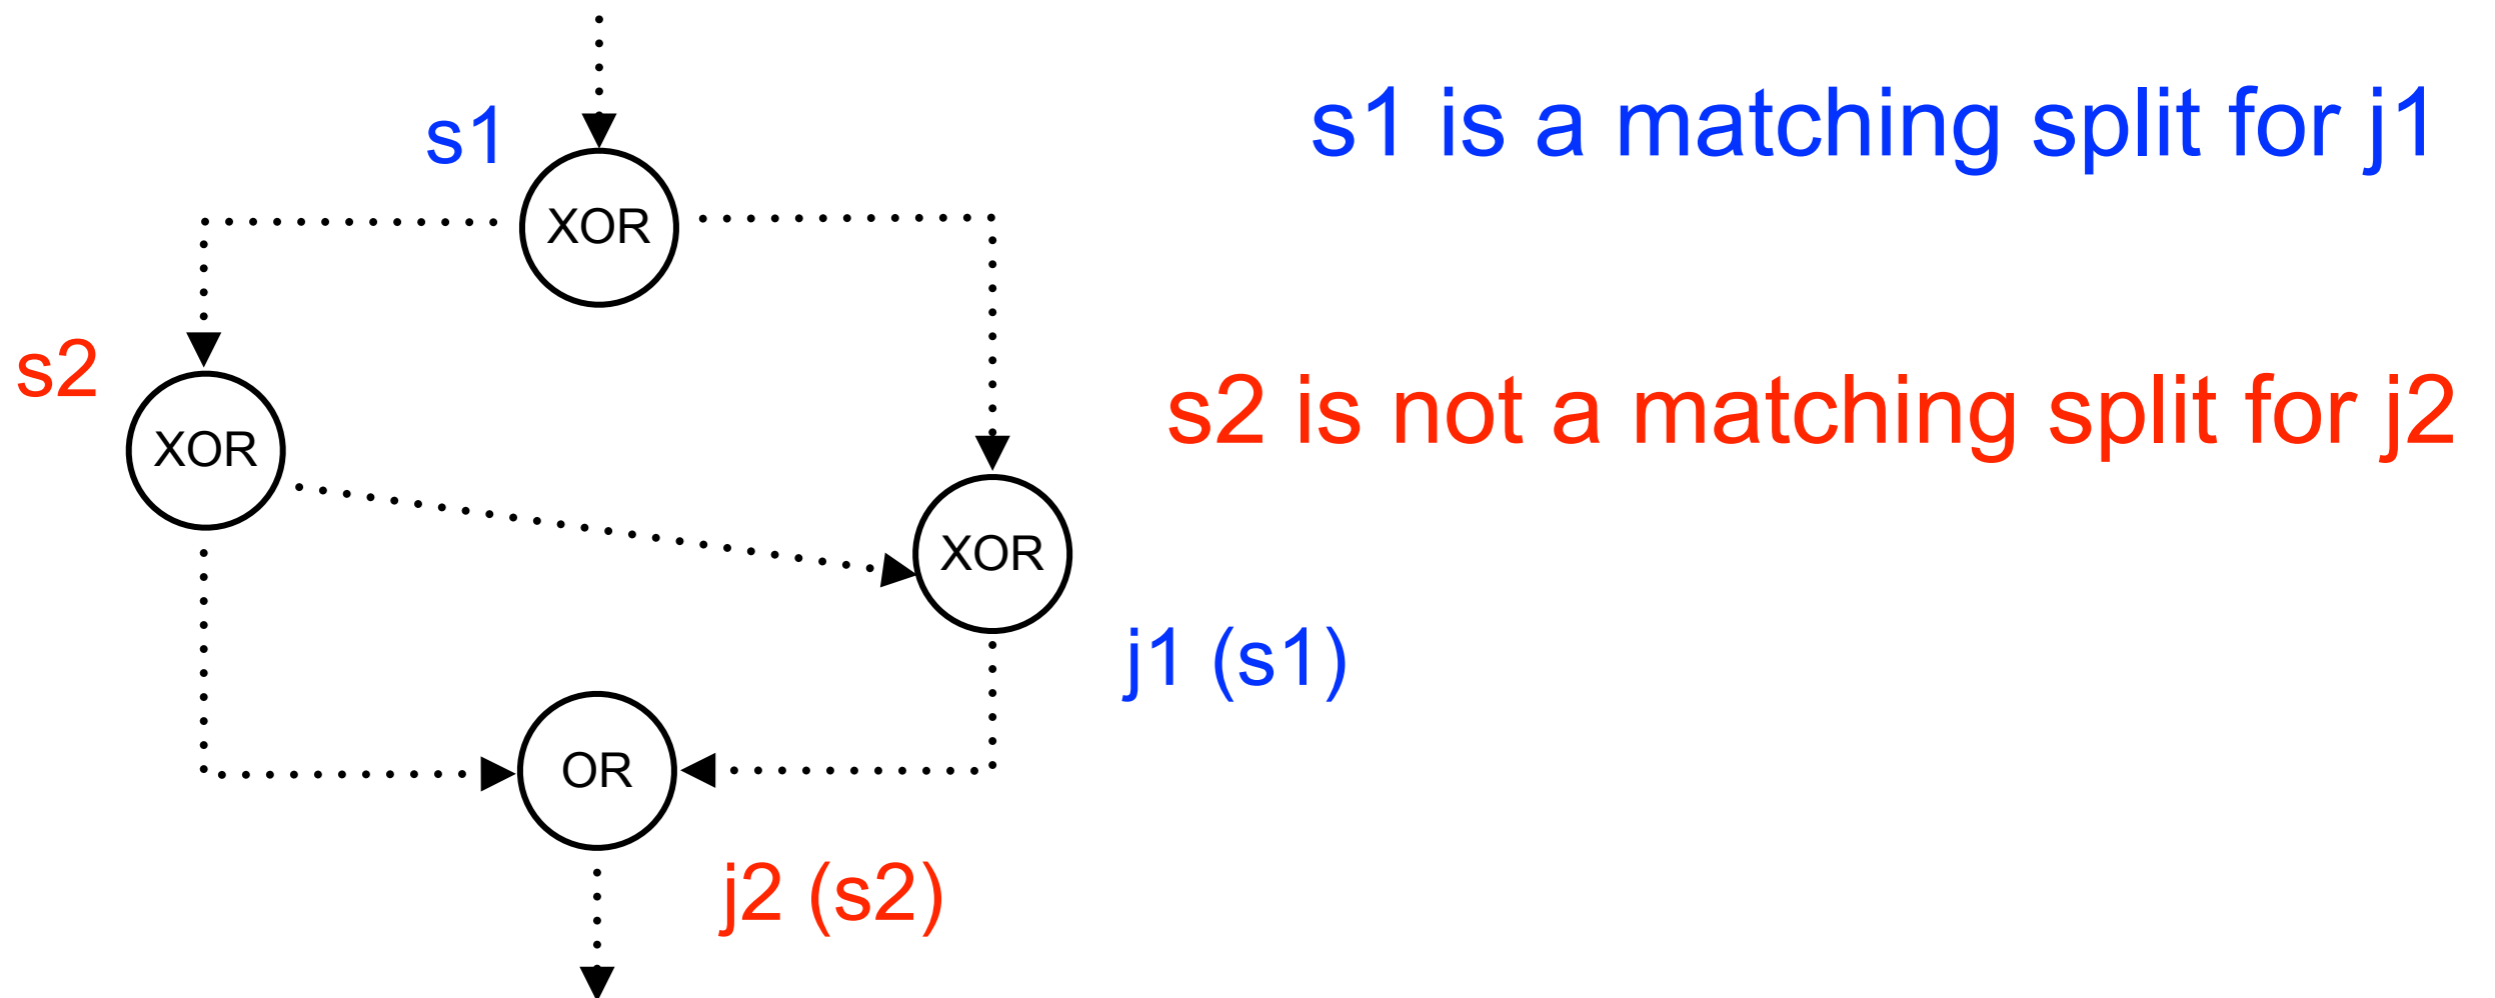 s1
s1 is a matching split for j1
XOR
s2
s2 is not a matching split for j2
XOR
XOR
j1 (s1)
OR
j2 (s2)